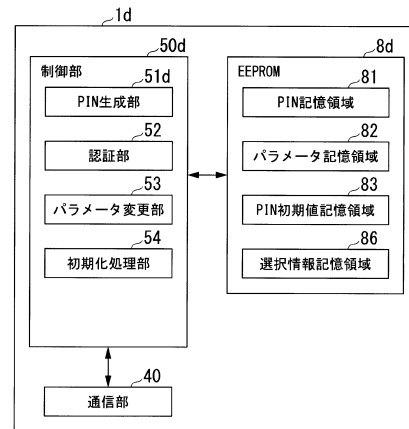 1d
50d
制御部
51d
PIN生成部
52
認証部
53
パラメータ変更部
54
初期化処理部
8d
EEPROM
81
PIN記憶領域
82
パラメータ記憶領域
83
PIN初期値記憶領域
86
選択情報記憶領域
40
通信部